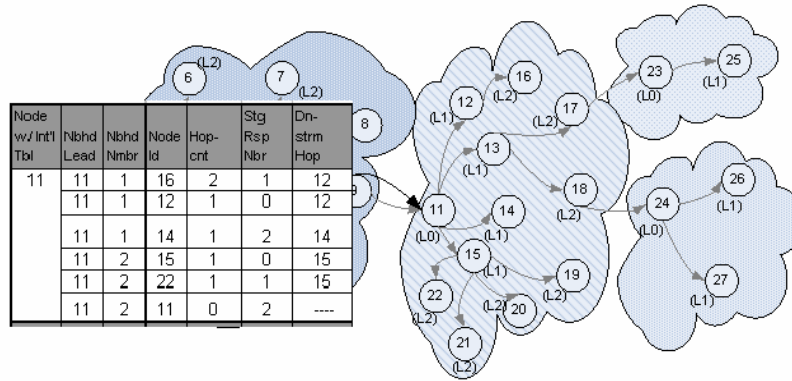 Node w/ Int'l Tbl | Nbhd Lead | Nbhd Nmbr | Node Id | Hop-cnt | Stg Rsp Nbr | Dn-strm Hop
11 | 11 | 1 | 16 | 2 | 1 | 12
11 | 1 | 12 | 1 | 0 | 12
11 | 1 | 14 | 1 | 2 | 14
11 | 2 | 15 | 1 | 0 | 15
11 | 2 | 22 | 1 | 1 | 15
11 | 2 | 11 | 0 | 2 | ----
6 (L2)
7 (L2)
8
9
11 (L0)
12 (L1)
16 (L2)
13 (L1)
17 (L2)
18 (L2)
14 (L1)
15 (L1)
19 (L2)
22 (L2)
20 (L2)
21 (L2)
23 (L0)
25 (L1)
24 (L0)
26 (L1)
27 (L1)